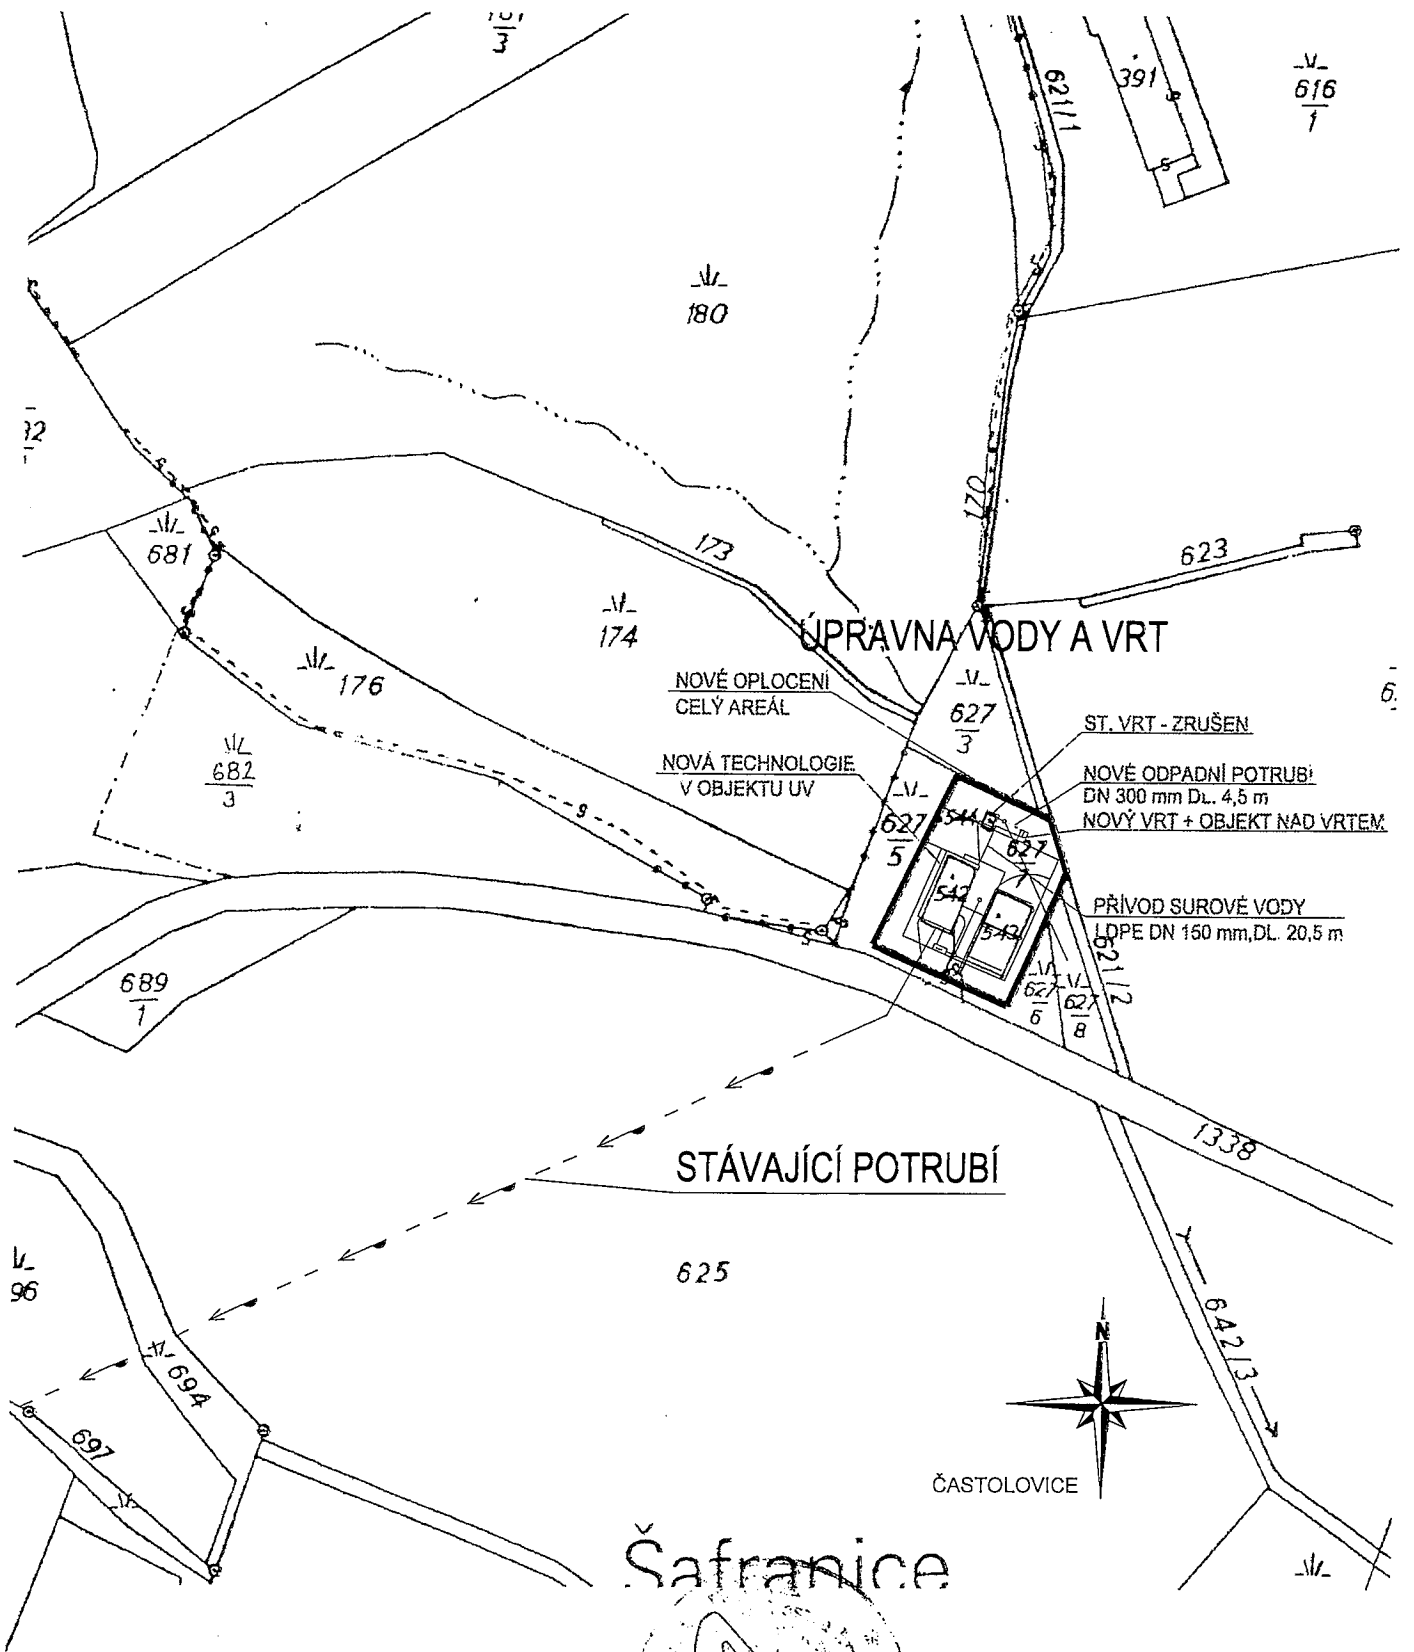 3
621/1
391
616
1
180
170
173
623
681
174
ÚPRAVNA VODY A VRT
176
NOVÉ OPLOCENÍ
CELÝ AREÁL
627
3
ST. VRT - ZRUŠEN
682
3
NOVÁ TECHNOLOGIE
V OBJEKTU UV
NOVÉ ODPADNÍ POTRUBÍ
DN 300 mm DL. 4,5 m
NOVÝ VRT + OBJEKT NAD VRTEM
627
5
544
627
7
542
543
PŘÍVOD SUROVÉ VODY
LDPE DN 150 mm, DL. 20,5 m
621/2
689
1
627
6
627
8
1338
STÁVAJÍCÍ POTRUBÍ
625
96
642/3
694
697
N
ČASTOLOVICE
Šafranice